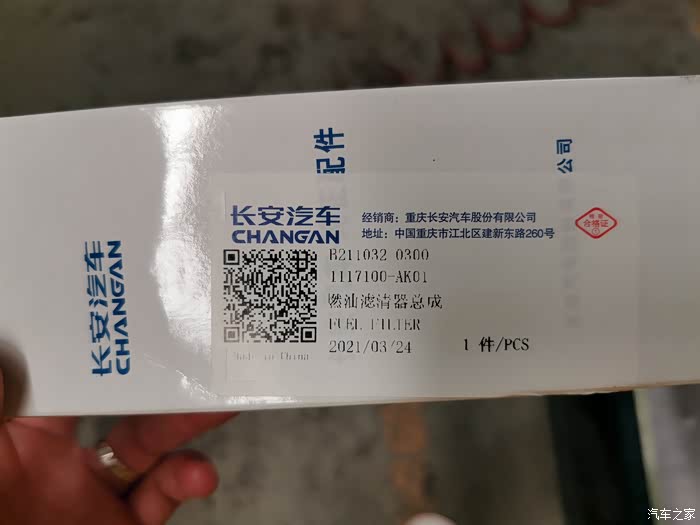 配件
公司
长安汽车
CHANGAN
长安汽车
CHANGAN
经销商：重庆长安汽车股份有限公司
地址：中国重庆市江北区建新东路260号
合格证
B211032-0300
1117100-AK01
燃油滤清器总成
FUEL FILTER
2021/03/24 1 件/PCS
Made in China
汽车之家